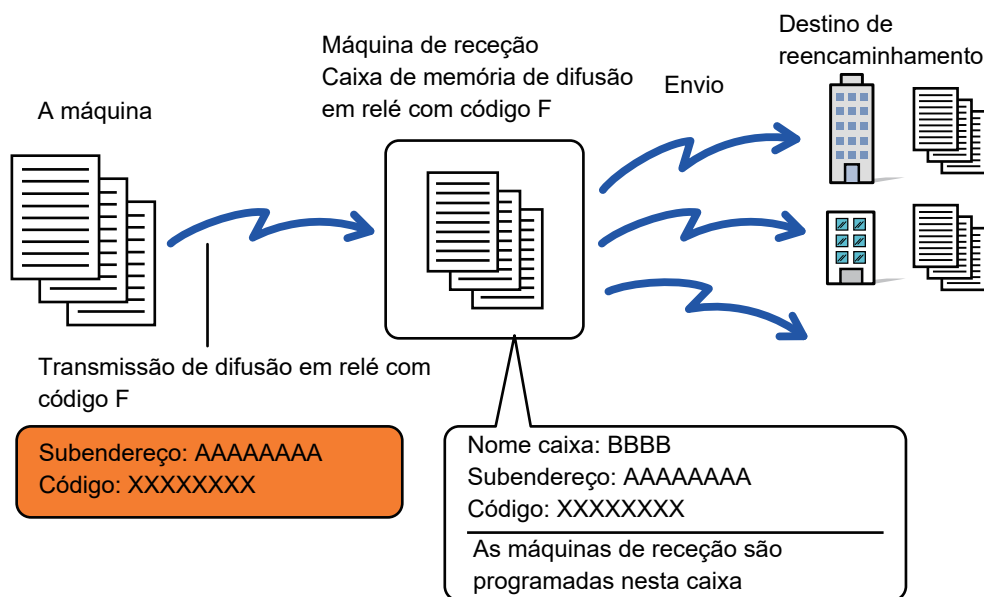 A máquina
Máquina de receção
Caixa de memória de difusão
em relé com código F
Envio
Destino de
reencaminhamento
Transmissão de difusão em relé com
código F
Subendereço: AAAAAAAA
Código: XXXXXXXX
Nome caixa: BBBB
Subendereço: AAAAAAAA
Código: XXXXXXXX
As máquinas de receção são
programadas nesta caixa